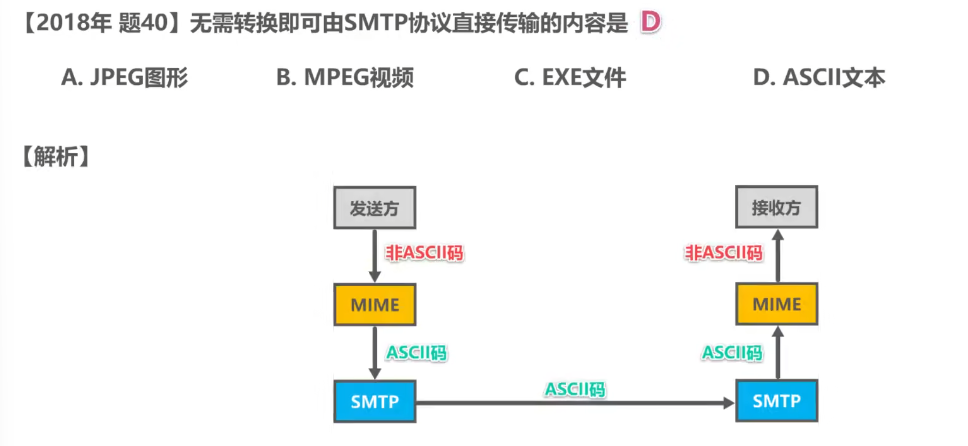 【2018年 题40】无需转换即可由SMTP协议直接传输的内容是 D
A. JPEG图形 B. MPEG视频 C. EXE文件 D. ASCII文本
【解析】
发送方 接收方
非ASCII码 非ASCII码
MIME MIME
ASCII码 ASCII码
SMTP ASCII码 SMTP